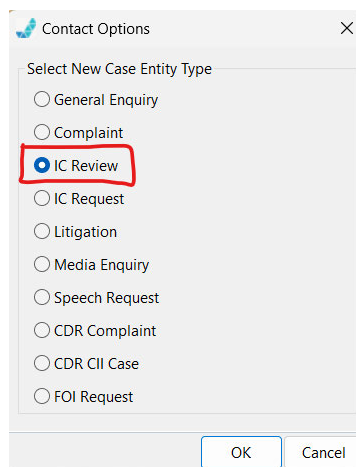 Contact Options
Select New Case Entity Type
General Enquiry
Complaint
IC Review
IC Request
Litigation
Media Enquiry
Speech Request
CDR Complaint
CDR CII Case
FOI Request
OK Cancel